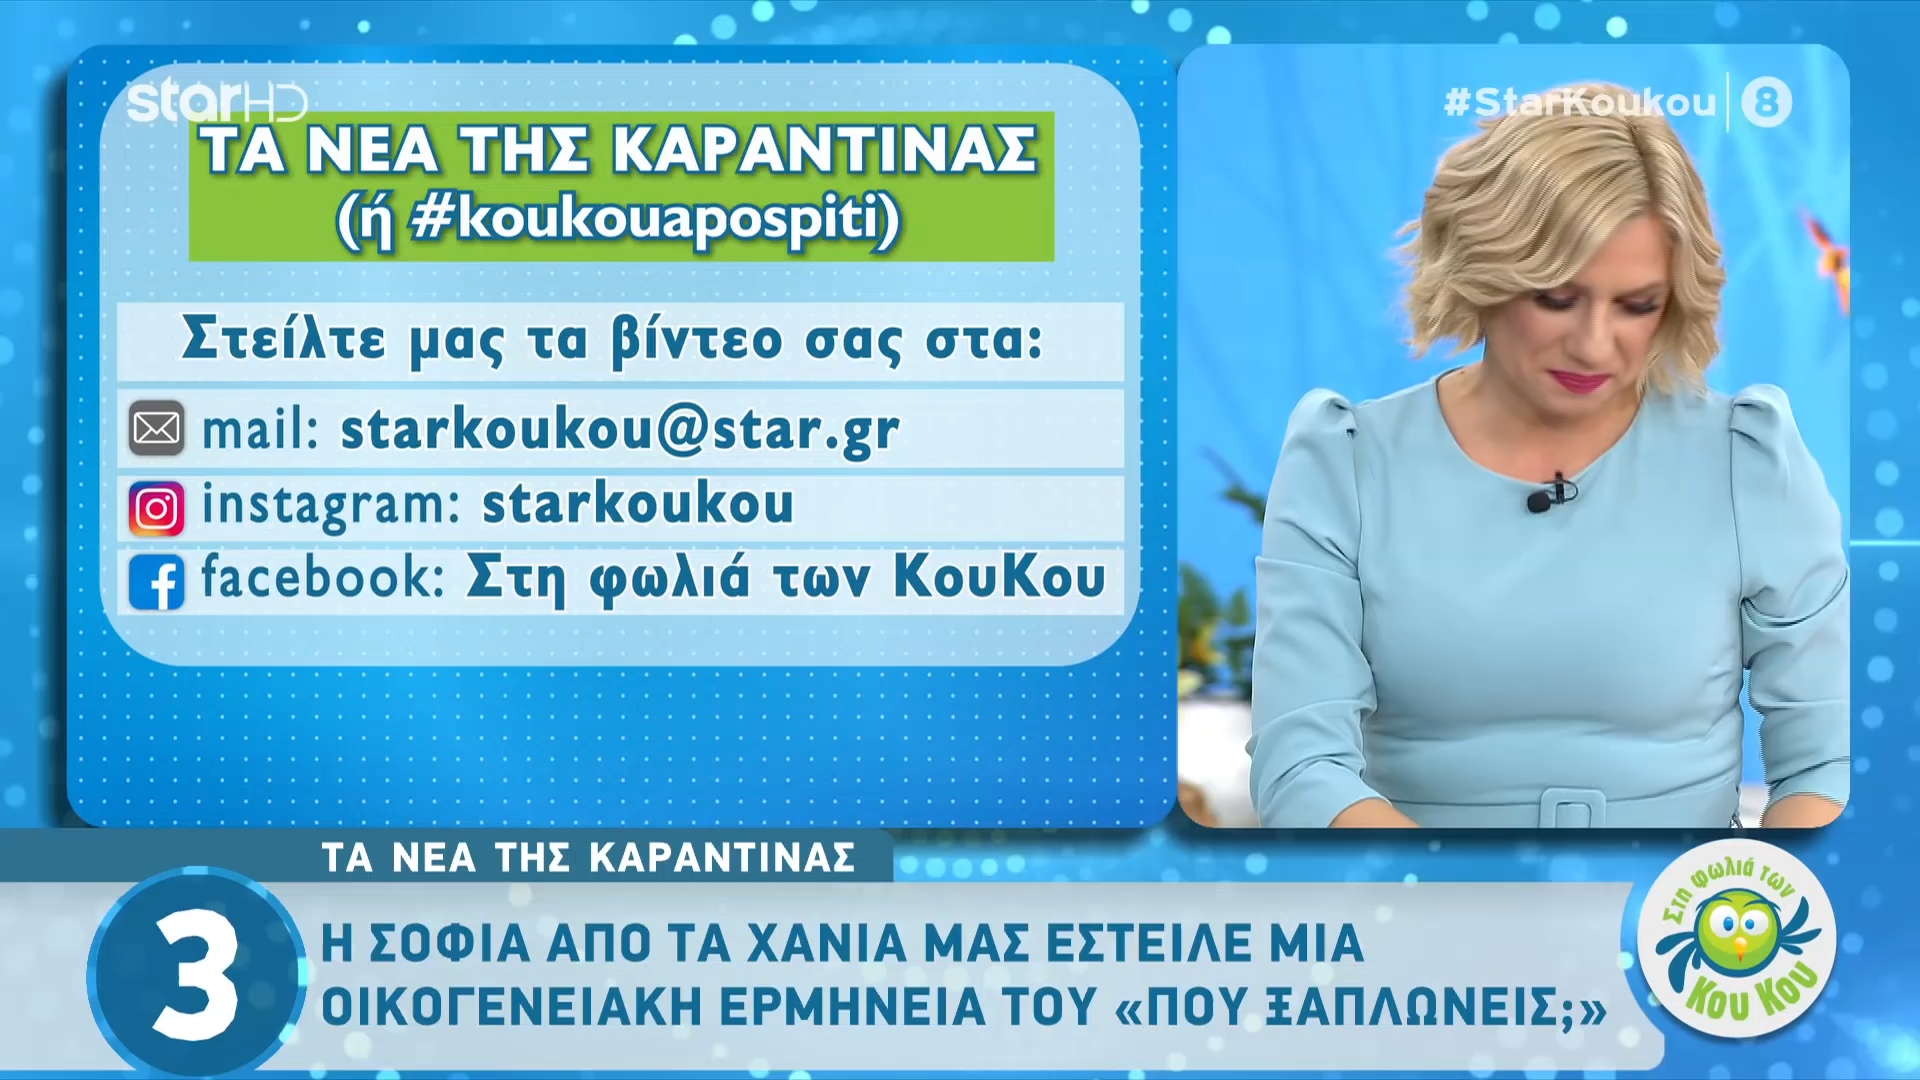 starHD
#StarKoukou 8
ΤΑ ΝΕΑ ΤΗΣ ΚΑΡΑΝΤΙΝΑΣ
(ή #koukouapospiti)
Στείλτε μας τα βίντεο σας στα:
mail: starkoukou@star.gr
instagram: starkoukou
facebook: Στη φωλιά των ΚουΚου
ΤΑ ΝΕΑ ΤΗΣ ΚΑΡΑΝΤΙΝΑΣ
3
Η ΣΟΦΙΑ ΑΠΟ ΤΑ ΧΑΝΙΑ ΜΑΣ ΕΣΤΕΙΛΕ ΜΙΑ
ΟΙΚΟΓΕΝΕΙΑΚΗ ΕΡΜΗΝΕΙΑ ΤΟΥ «ΠΟΥ ΞΑΠΛΩΝΕΙΣ;»
Στη φωλιά των
Κου Κου